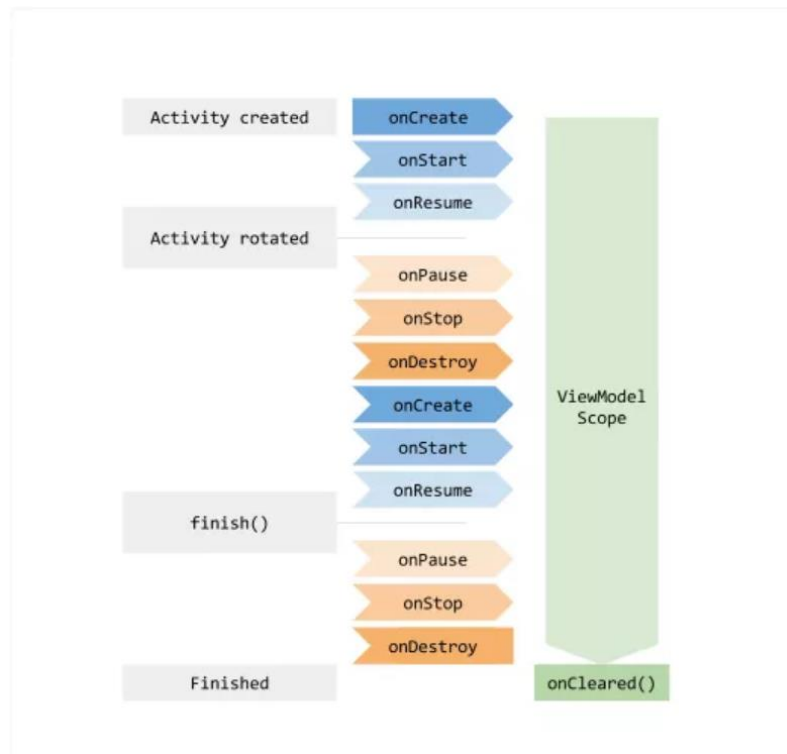 Activity created
onCreate
onStart
onResume
Activity rotated
onPause
onStop
onDestroy
onCreate
ViewModel
Scope
onStart
onResume
finish()
onPause
onStop
onDestroy
Finished
onCleared()